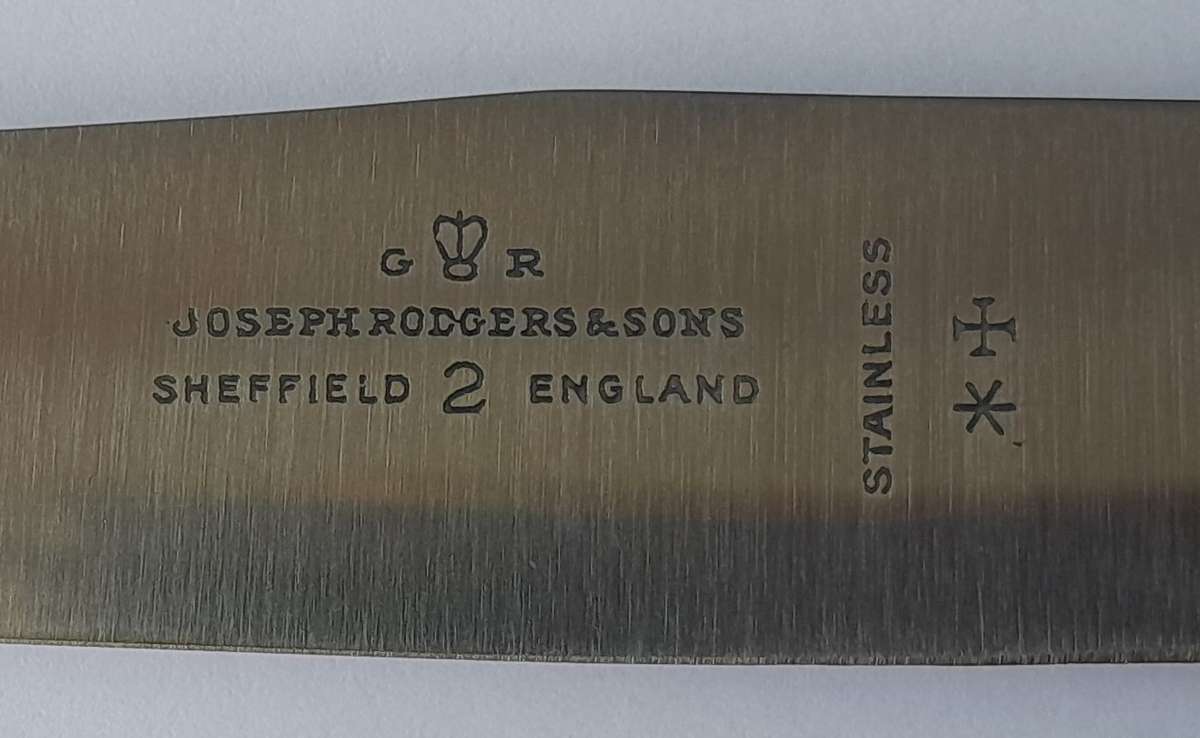 G R
JOSEPH RODGERS & SONS
SHEFFIELD 2 ENGLAND
STAINLESS